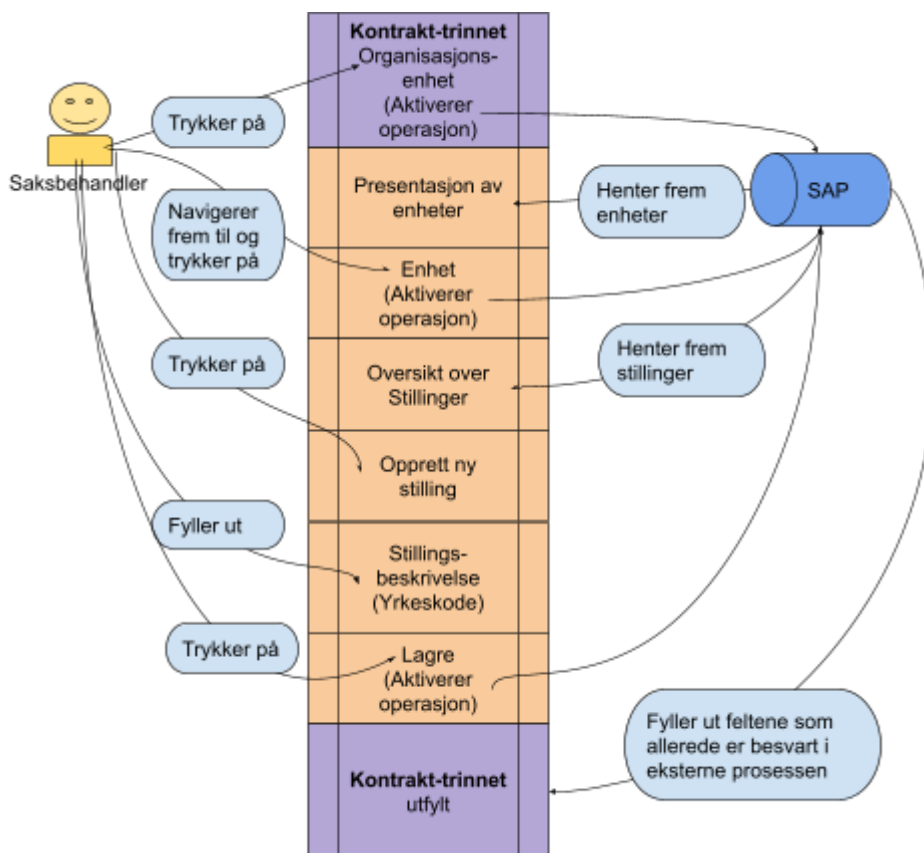 Kontrakt-trinnet
Organisasjons-
enhet
(Aktiverer
operasjon)
Trykker på
Saksbehandler
Presentasjon av
enheter
Henter frem
enheter
SAP
Navigerer
frem til og
trykker på
Enhet
(Aktiverer
operasjon)
Trykker på
Oversikt over
Stillinger
Henter frem
stillinger
Opprett ny
stilling
Fyller ut
Stillings-
beskrivelse
(Yrkeskode)
Trykker på
Lagre
(Aktiverer
operasjon)
Fyller ut feltene som
allerede er besvart i
eksterne prosessen
Kontrakt-trinnet
utfylt